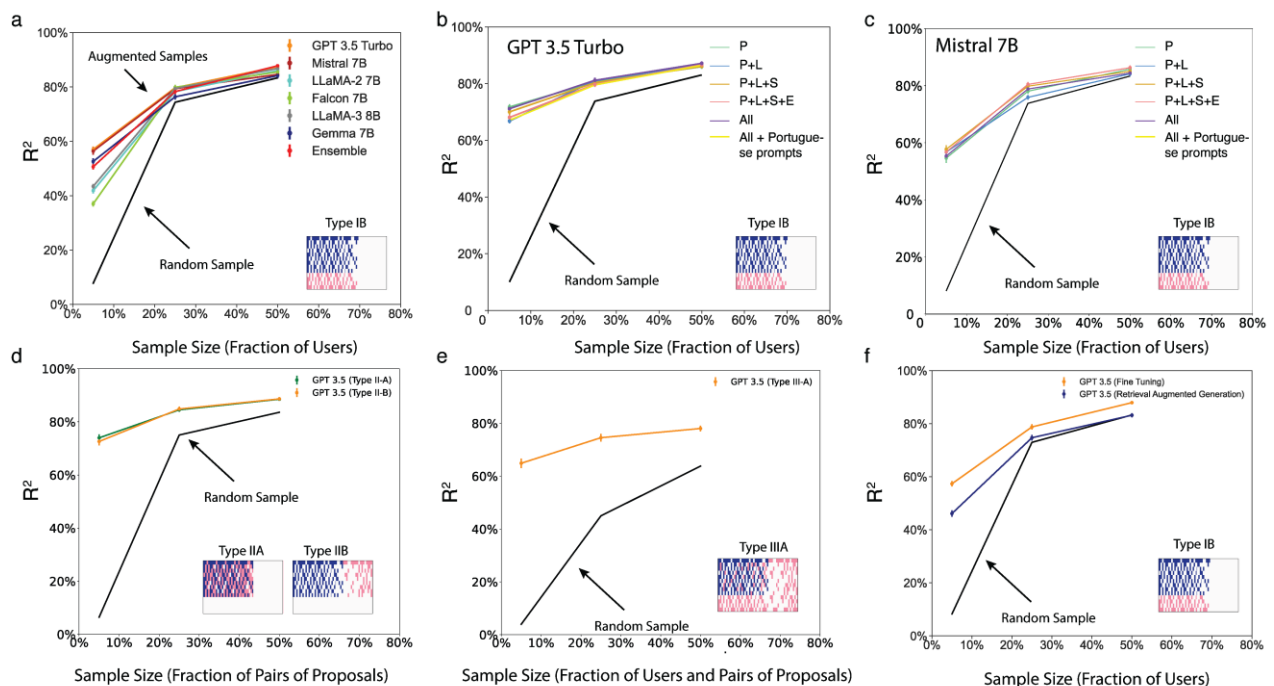 a
100%
80%
60%
40%
20%
0%
R²
Augmented Samples
GPT 3.5 Turbo
Mistral 7B
LLaMA-2 7B
Falcon 7B
LLaMA-3 8B
Gemma 7B
Ensemble
Random Sample
Type IB
0% 10% 20% 30% 40% 50% 60% 70% 80%
Sample Size (Fraction of Users)
b
100%
80%
60%
40%
20%
0
R²
GPT 3.5 Turbo
P
P+L
P+L+S
P+L+S+E
All
All + Portugue-
se prompts
Random Sample
Type IB
0 10% 20% 30% 40% 50% 60% 70% 80%
Sample Size (Fraction of Users)
c
100%
80%
60%
40%
20%
0%
R²
Mistral 7B
P
P+L
P+L+S
P+L+S+E
All
All + Portugue-
se prompts
Random Sample
Type IB
0 10% 20% 30% 40% 50% 60% 70% 80%
Sample Size (Fraction of Users)
d
100%
80%
60%
40%
20%
0%
R²
GPT 3.5 (Type II-A)
GPT 3.5 (Type II-B)
Random Sample
Type IIA
Type IIB
0% 10% 20% 30% 40% 50% 60% 70% 80%
Sample Size (Fraction of Pairs of Proposals)
e
100%
80%
60%
40%
20%
0%
R²
GPT 3.5 (Type III-A)
Type IIIA
Random Sample
0% 10% 20% 30% 40% 50% 60% 70% 80%
Sample Size (Fraction of Users and Pairs of Proposals)
f
100%
80%
60%
40%
20%
0%
R²
GPT 3.5 (Fine Tuning)
GPT 3.5 (Retrieval Augmented Generation)
Type IB
Random Sample
0% 10% 20% 30% 40% 50% 60% 70% 80%
Sample Size (Fraction of Users)